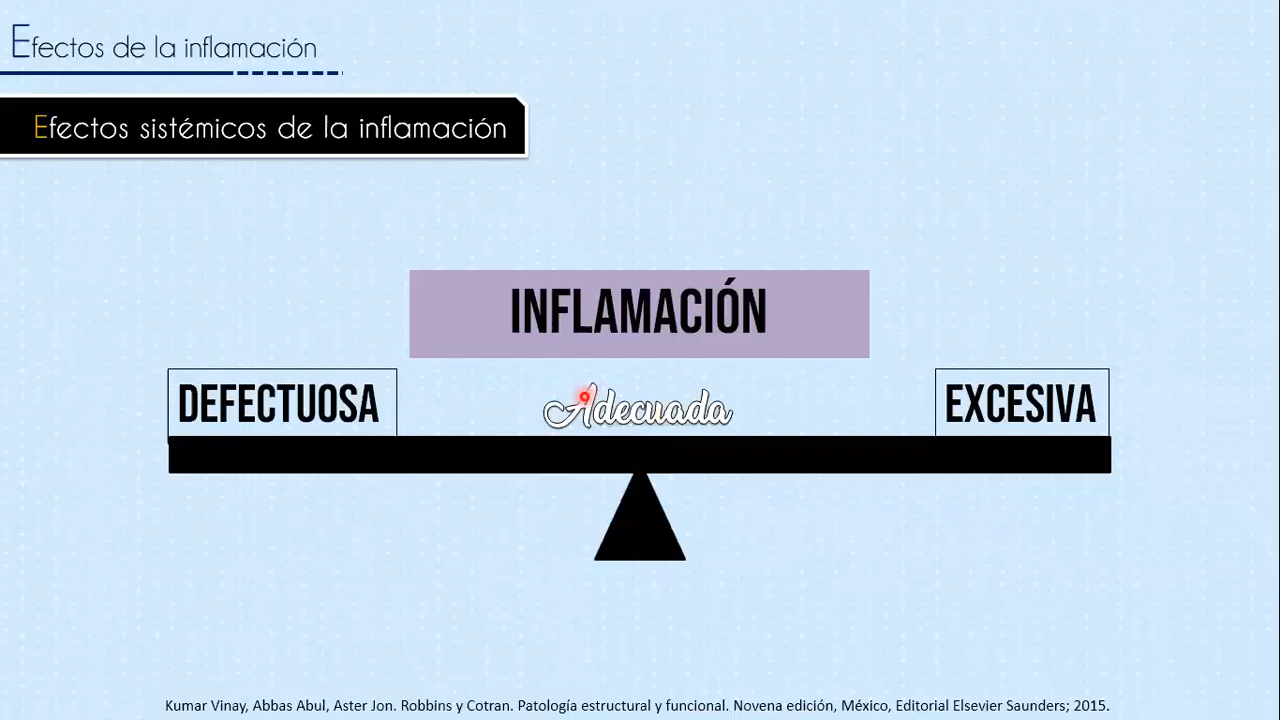 Efectos de la inflamación
Efectos sistémicos de la inflamación
INFLAMACIÓN
DEFECTUOSA
Adecuada
EXCESIVA
Kumar Vinay, Abbas Abul, Aster Jon. Robbins y Cotran. Patología estructural y funcional. Novena edición, México, Editorial Elsevier Saunders; 2015.